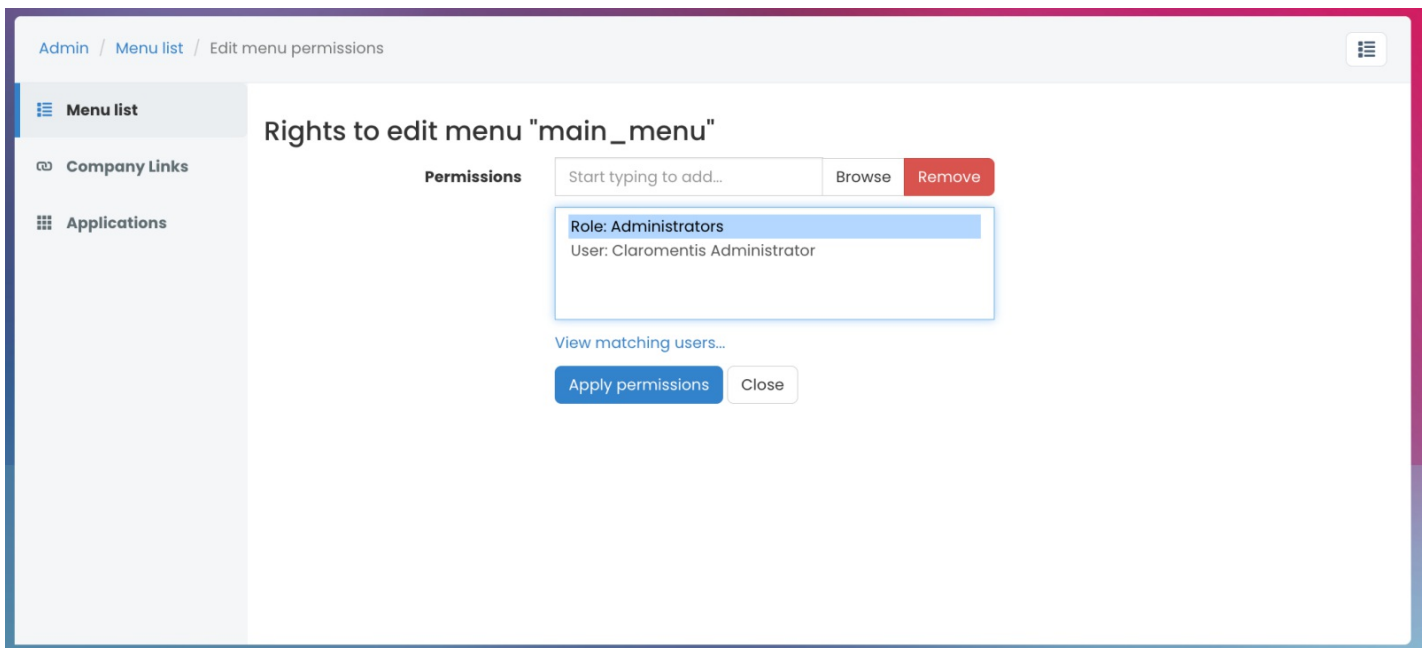 Admin / Menu list / Edit menu permissions
Menu list
Company Links
Applications
Rights to edit menu "main_menu"
Permissions
Start typing to add...
Browse
Remove
Role: Administrators
User: Claromentis Administrator
View matching users...
Apply permissions
Close